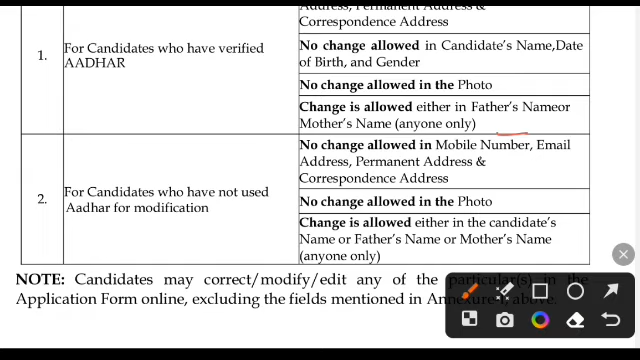 Address, Permanent Address &
Correspondence Address
1.
For Candidates who have verified
AADHAR
No change allowed in Candidate's Name,Date
of Birth, and Gender
No change allowed in the Photo
Change is allowed either in Father's Nameor
Mother's Name (anyone only)
2.
For Candidates who have not used
Aadhar for modification
No change allowed in Mobile Number, Email
Address, Permanent Address &
Correspondence Address
No change allowed in the Photo
Change is allowed either in the candidate's
Name or Father's Name or Mother's Name
(anyone only)
NOTE: Candidates may correct/modify/edit any of the particular(s) in the
Application Form online, excluding the fields mentioned in Annexure-I, above.